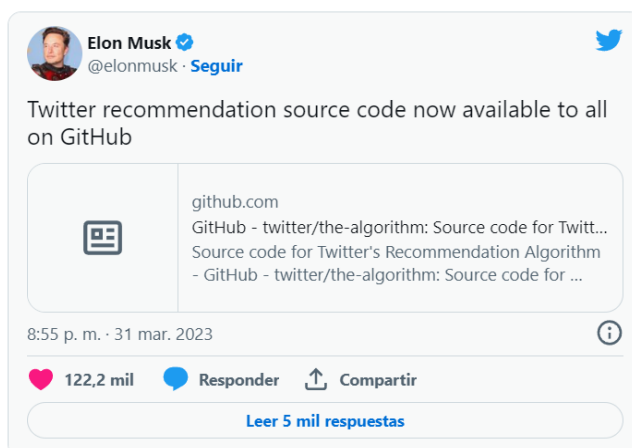 Elon Musk
@elonmusk · Seguir
Twitter recommendation source code now available to all
on GitHub
github.com
GitHub - twitter/the-algorithm: Source code for Twitt...
Source code for Twitter's Recommendation Algorithm
- GitHub - twitter/the-algorithm: Source code for ...
8:55 p. m. · 31 mar. 2023
122,2 mil Responder Compartir
Leer 5 mil respuestas